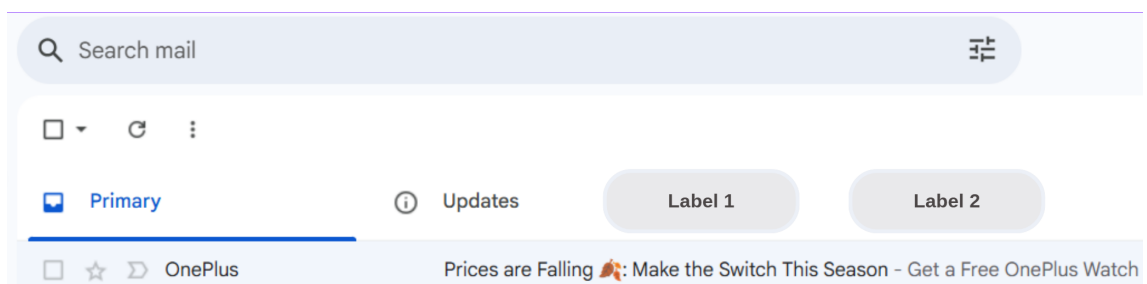 Search mail
Primary Updates Label 1 Label 2
OnePlus Prices are Falling 🍂: Make the Switch This Season - Get a Free OnePlus Watch